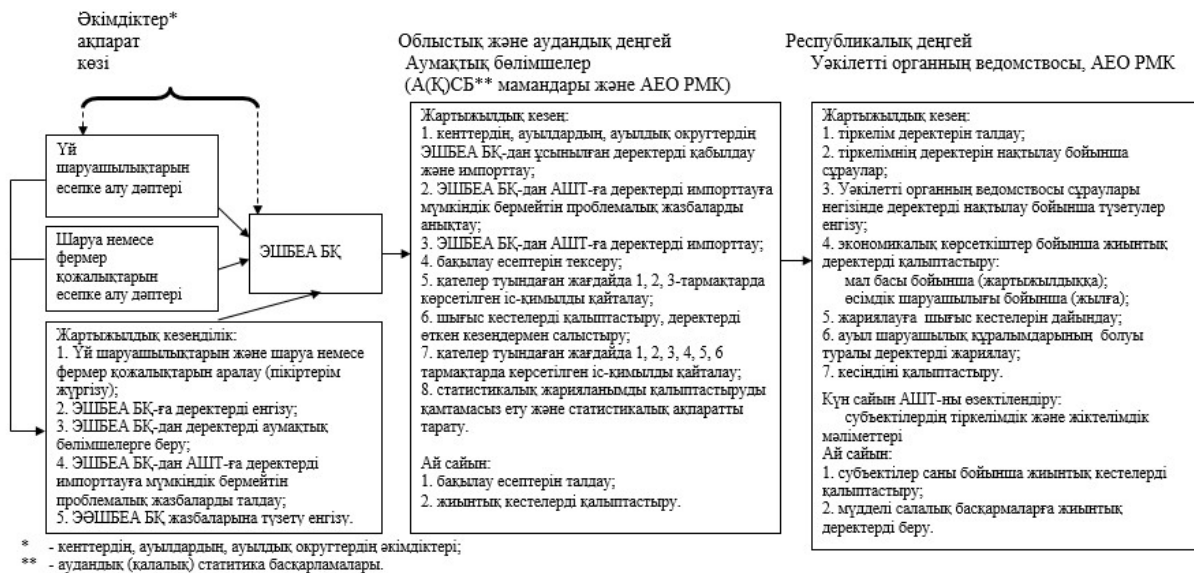 Әкімдіктер*
ақпарат
көзі
Үй
шаруашылықтарын
есепке алу дәптері
Шаруа немесе
фермер
қожалықтарын
есепке алу дәптері
ЭШБЕА БҚ
Жартыжылдық кезеңділік:
1. Үй шаруашылықтарын және шаруа немесе
фермер қожалықтарын аралау (пікіртерім
жүргізу);
2. ЭШБЕА БҚ-ға деректерді енгізу;
3. ЭШБЕА БҚ-дан деректерді аумақтық
бөлімшелерге беру;
4. ЭШБЕА БҚ-дан АШТ-ға деректерді
импорттауға мүмкіндік бермейтін
проблемалық жазбаларды талдау;
5. ЭӘШБЕА БҚ жазбаларына түзету енгізу.
Облыстық және аудандық деңгей
Аумақтық бөлімшелер
(А(Қ)СБ** мамандары және АЕО РМК)
Жартыжылдық кезең:
1. кенттердің, ауылдардың, ауылдық округтердің
ЭШБЕА БҚ-дан ұсынылған деректерді қабылдау
және импорттау;
2. ЭШБЕА БҚ-дан АШТ-ға деректерді импорттауға
мүмкіндік бермейтін проблемалық жазбаларды
анықтау;
3. ЭШБЕА БҚ-дан АШТ-ға деректерді импорттау;
4. бақылау есептерін тексеру;
5. қателер туындаған жағдайда 1, 2, 3-тармақтарда
көрсетілген іс-қимылды қайталау;
6. шығыс кестелерді қалыптастыру, деректерді
өткен кезеңдермен салыстыру;
7. қателер туындаған жағдайда 1, 2, 3, 4, 5, 6
тармақтарда көрсетілген іс-қимылды қайталау;
8. статистикалық жарияланымды қалыптастыруды
қамтамасыз ету және статистикалық ақпаратты
тарату.
Ай сайын:
1. бақылау есептерін талдау;
2. жиынтық кестелерді қалыптастыру.
Республикалық деңгей
Уәкілетті органның ведомствосы, АЕО РМК
Жартыжылдық кезең:
1. тіркелім деректерін талдау;
2. тіркелімнің деректерін нақтылау бойынша
сұраулар;
3. Уәкілетті органның ведомствосы сұраулары
негізінде деректерді нақтылау бойынша түзетулер
енгізу;
4. экономикалық көрсеткіштер бойынша жиынтық
деректерді қалыптастыру:
мал басы бойынша (жартыжылдыққа);
өсімдік шаруашылығы бойынша (жылға);
5. жариялауға шығыс кестелерін дайындау;
6. ауыл шаруашылық құралымдарының болуы
туралы деректерді жариялау;
7. кесіндіні қалыптастыру.
Күн сайын АШТ-ны өзектілендіру:
субъектілердің тіркелімдік және жіктелімдік
мәліметтері
Ай сайын:
1. субъектілер саны бойынша жиынтық кестелерді
қалыптастыру;
2. мүдделі салалық басқармаларға жиынтық
деректерді беру.
* - кенттердің, ауылдардың, ауылдық округтердің әкімдіктері;
** - аудандық (қалалық) статитика басқарламалары.